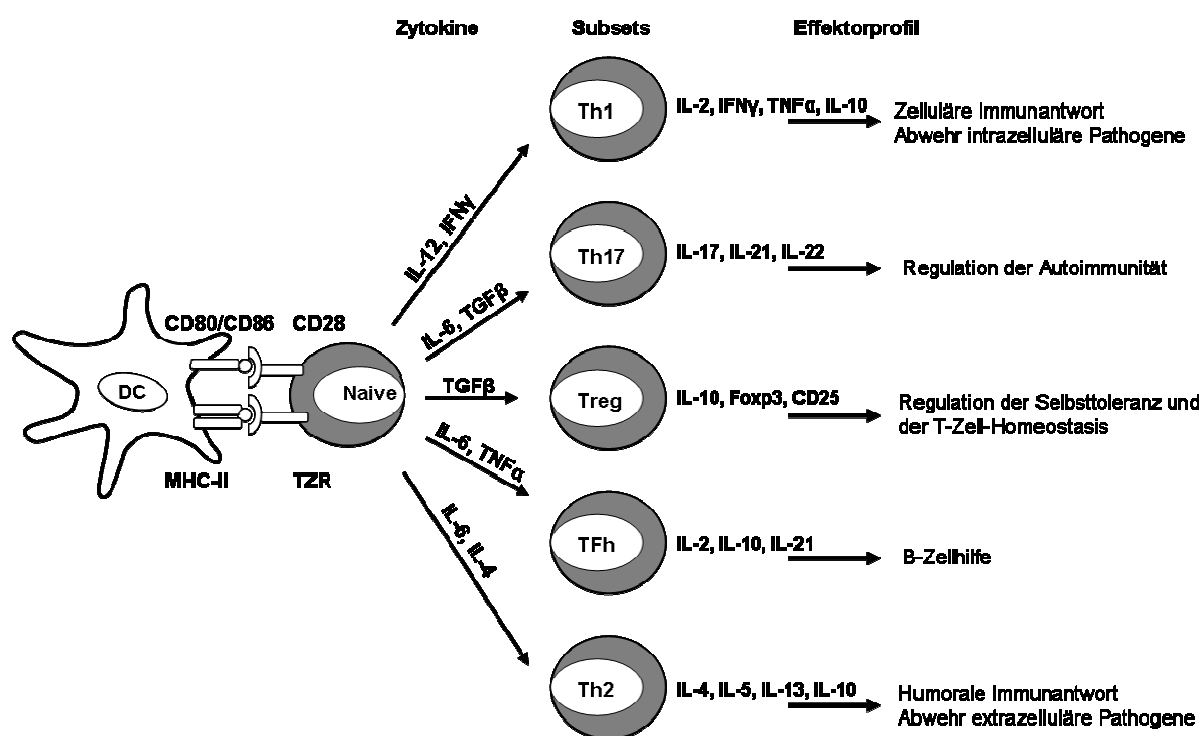 Zytokine
Subsets
Effektorprofil
Th1
IL-2, IFNγ, TNFα, IL-10
Zelluläre Immunantwort
Abwehr intrazelluläre Pathogene
IL-12, IFNγ
Th17
IL-17, IL-21, IL-22
Regulation der Autoimmunität
IL-6, TGFβ
CD80/CD86
CD28
DC
Naive
TGFβ
Treg
IL-10, Foxp3, CD25
Regulation der Selbsttoleranz und
der T-Zell-Homeostasis
MHC-II
TZR
IL-6, TNFα
TFh
IL-2, IL-10, IL-21
B-Zellhilfe
IL-6, IL-4
Th2
IL-4, IL-5, IL-13, IL-10
Humorale Immunantwort
Abwehr extrazelluläre Pathogene